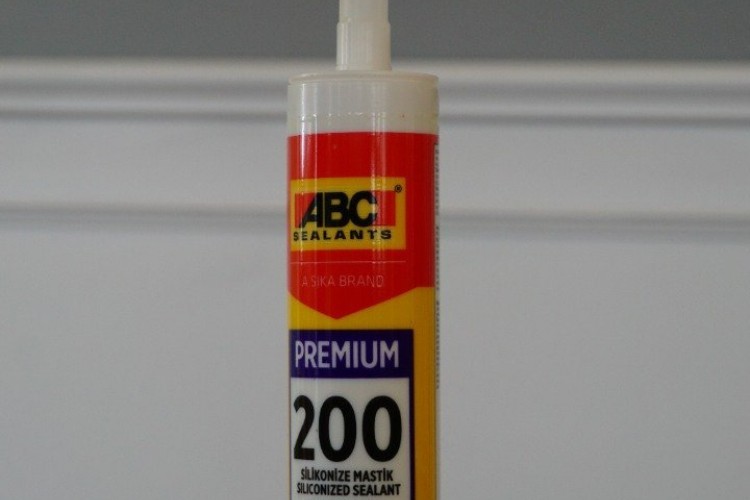 ABC®
SEALANTS
A SIKA BRAND
PREMIUM
200
SİLİKONİZE MASTİK
SILICONIZED SEALANT